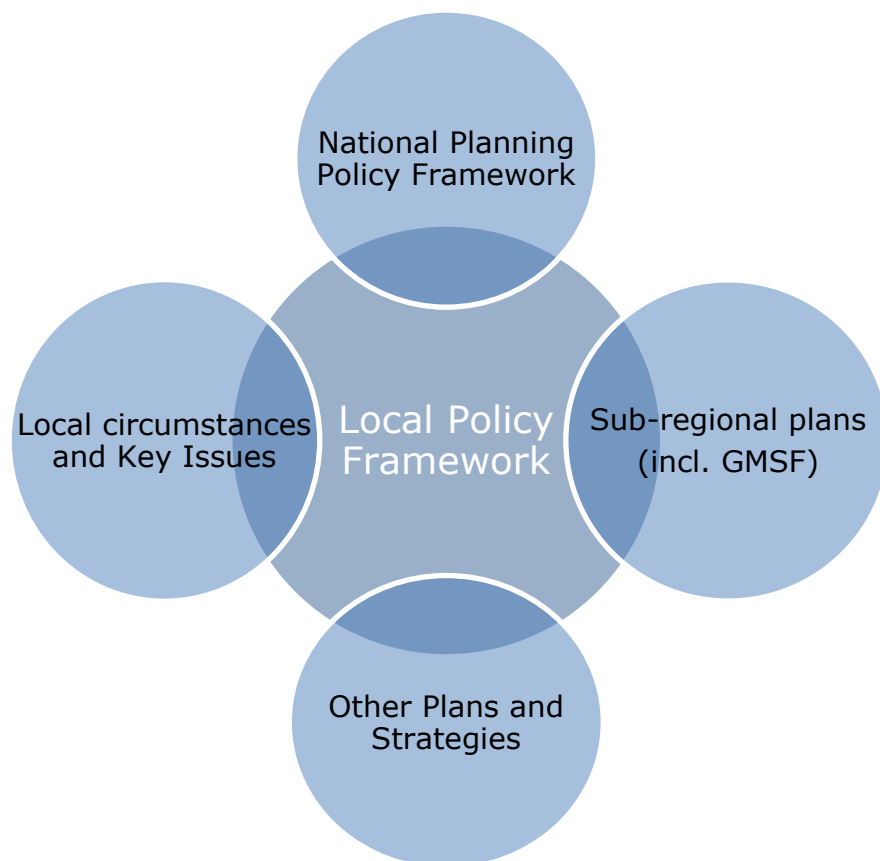 National Planning
Policy Framework
Local circumstances
and Key Issues
Local Policy
Framework
Sub-regional plans
(incl. GMSF)
Other Plans and
Strategies